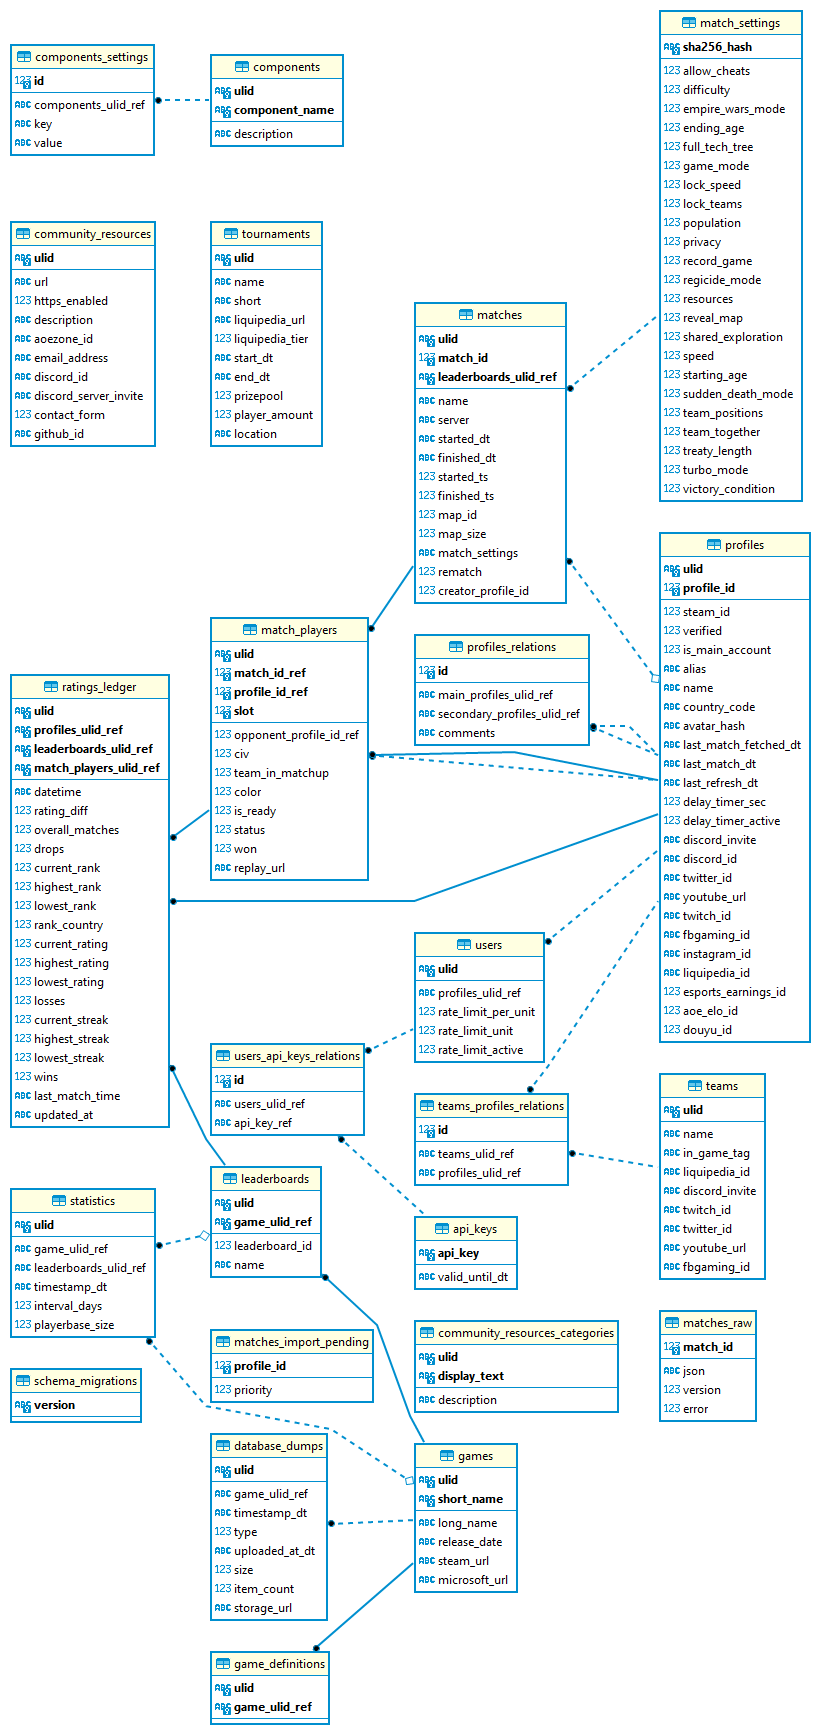 components_settings
123 id
ABC components_ulid_ref
ABC key
ABC value
components
ABC ulid
ABC component_name
ABC description
match_settings
ABC sha256_hash
123 allow_cheats
123 difficulty
123 empire_wars_mode
123 ending_age
123 full_tech_tree
123 game_mode
123 lock_speed
123 lock_teams
123 population
123 privacy
123 record_game
123 regicide_mode
123 resources
123 reveal_map
123 shared_exploration
123 speed
123 starting_age
123 sudden_death_mode
123 team_positions
123 team_together
123 treaty_length
123 turbo_mode
123 victory_condition
community_resources
ABC ulid
ABC url
123 https_enabled
ABC description
ABC aoezone_id
ABC email_address
ABC discord_id
ABC discord_server_invite
123 contact_form
ABC github_id
tournaments
ABC ulid
ABC name
ABC short
ABC liquipedia_url
123 liquipedia_tier
ABC start_dt
ABC end_dt
123 prizepool
123 player_amount
ABC location
matches
ABC ulid
123 match_id
ABC leaderboards_ulid_ref
ABC name
ABC server
ABC started_dt
ABC finished_dt
123 started_ts
123 finished_ts
123 map_id
123 map_size
ABC match_settings
123 rematch
123 creator_profile_id
profiles
ABC ulid
123 profile_id
123 steam_id
123 verified
123 is_main_account
ABC alias
ABC name
ABC country_code
ABC avatar_hash
ABC last_match_fetched_dt
ABC last_match_dt
ABC last_refresh_dt
123 delay_timer_sec
123 delay_timer_active
ABC discord_invite
ABC discord_id
ABC twitter_id
ABC youtube_url
ABC twitch_id
ABC fbgaming_id
ABC instagram_id
ABC liquipedia_id
123 esports_earnings_id
123 aoe_elo_id
123 douyu_id
match_players
ABC ulid
123 match_id_ref
123 profile_id_ref
123 slot
123 opponent_profile_id_ref
123 civ
123 team_in_matchup
123 color
123 is_ready
123 status
123 won
ABC replay_url
profiles_relations
123 id
ABC main_profiles_ulid_ref
ABC secondary_profiles_ulid_ref
ABC comments
ratings_ledger
ABC ulid
ABC profiles_ulid_ref
ABC leaderboards_ulid_ref
ABC match_players_ulid_ref
ABC datetime
123 rating_diff
123 overall_matches
123 drops
123 current_rank
123 highest_rank
123 lowest_rank
123 rank_country
123 current_rating
123 highest_rating
123 lowest_rating
123 losses
123 current_streak
123 highest_streak
123 lowest_streak
123 wins
ABC last_match_time
ABC updated_at
users
ABC ulid
ABC profiles_ulid_ref
123 rate_limit_per_unit
123 rate_limit_unit
123 rate_limit_active
users_api_keys_relations
123 id
ABC users_ulid_ref
ABC api_key_ref
teams_profiles_relations
123 id
ABC teams_ulid_ref
ABC profiles_ulid_ref
teams
ABC ulid
ABC name
ABC in_game_tag
ABC liquipedia_id
ABC discord_invite
ABC twitch_id
ABC twitter_id
ABC youtube_url
ABC fbgaming_id
leaderboards
ABC ulid
ABC game_ulid_ref
123 leaderboard_id
ABC name
statistics
ABC ulid
ABC game_ulid_ref
ABC leaderboards_ulid_ref
ABC timestamp_dt
123 interval_days
123 playerbase_size
api_keys
ABC api_key
ABC valid_until_dt
matches_import_pending
123 profile_id
123 priority
community_resources_categories
ABC ulid
ABC display_text
ABC description
matches_raw
123 match_id
ABC json
123 version
123 error
schema_migrations
ABC version
database_dumps
ABC ulid
ABC game_ulid_ref
ABC timestamp_dt
123 type
ABC uploaded_at_dt
123 size
123 item_count
ABC storage_url
games
ABC ulid
ABC short_name
ABC long_name
ABC release_date
ABC steam_url
ABC microsoft_url
game_definitions
ABC ulid
ABC game_ulid_ref